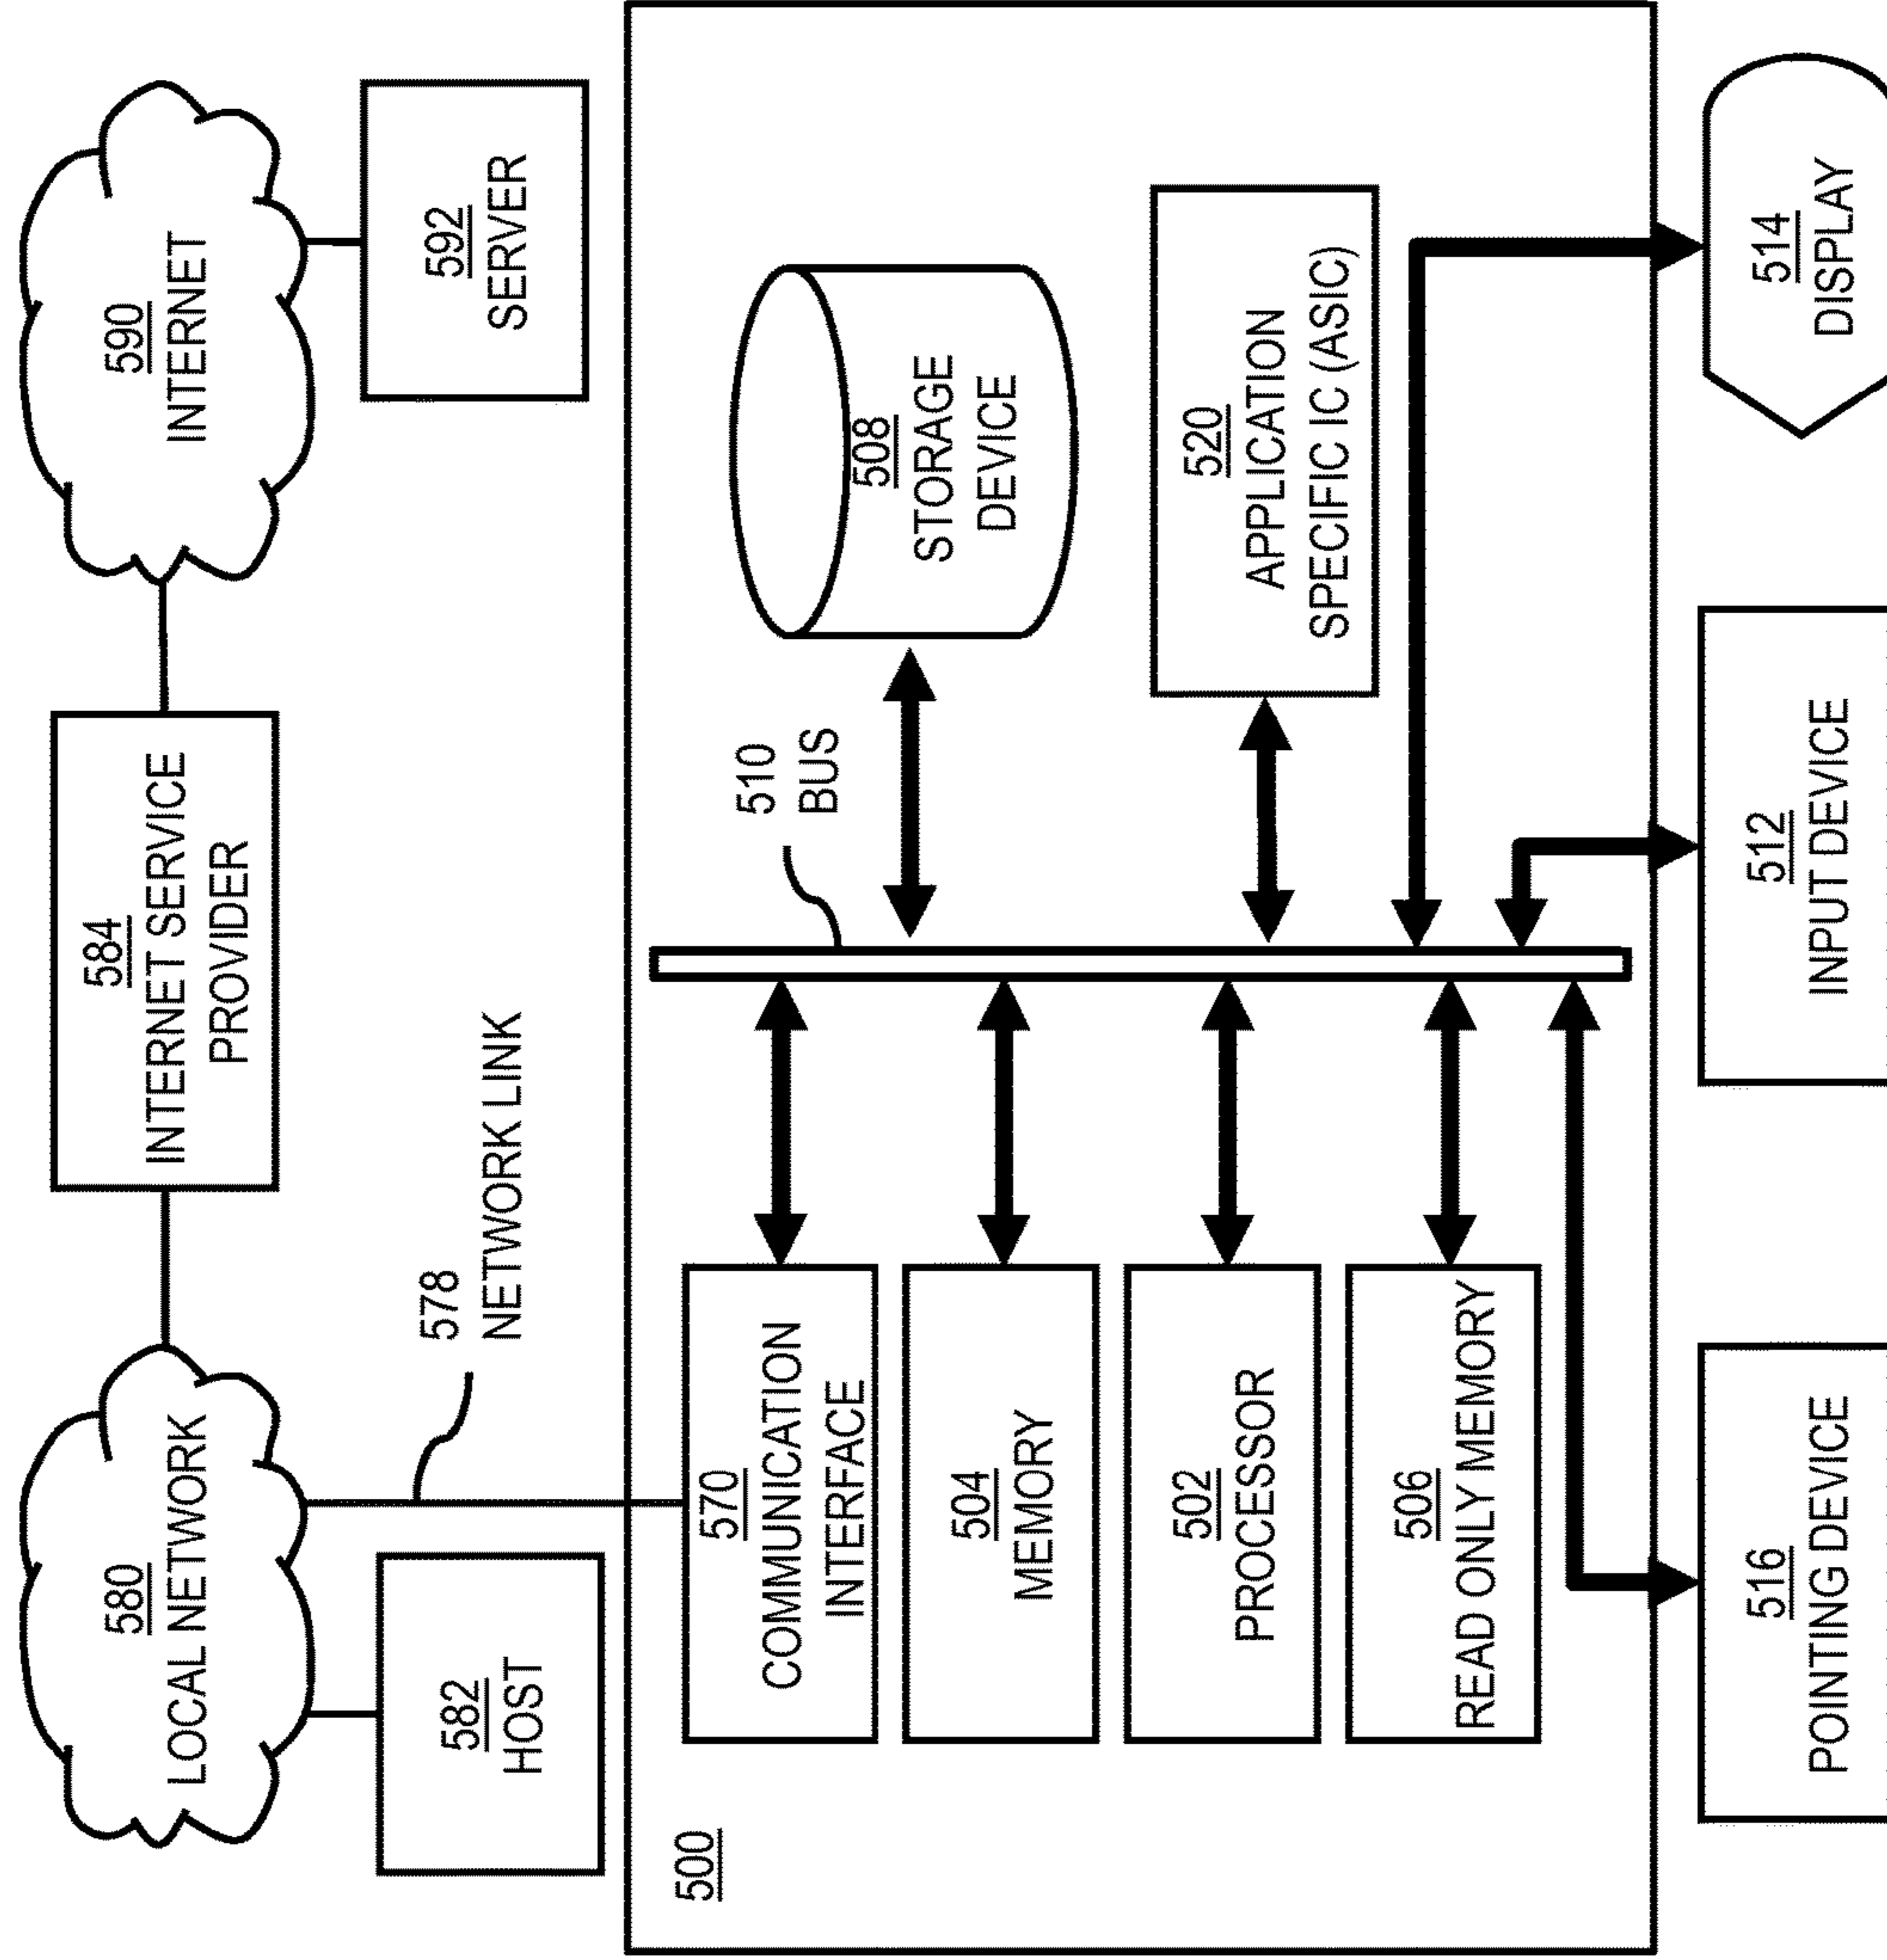 580
LOCAL NETWORK
584
INTERNET SERVICE
PROVIDER
590
INTERNET
582
HOST
578
NETWORK LINK
592
SERVER
500
570
COMMUNICATION
INTERFACE
510
BUS
508
STORAGE
DEVICE
504
MEMORY
502
PROCESSOR
520
APPLICATION
SPECIFIC IC (ASIC)
506
READ ONLY MEMORY
516
POINTING DEVICE
512
INPUT DEVICE
514
DISPLAY